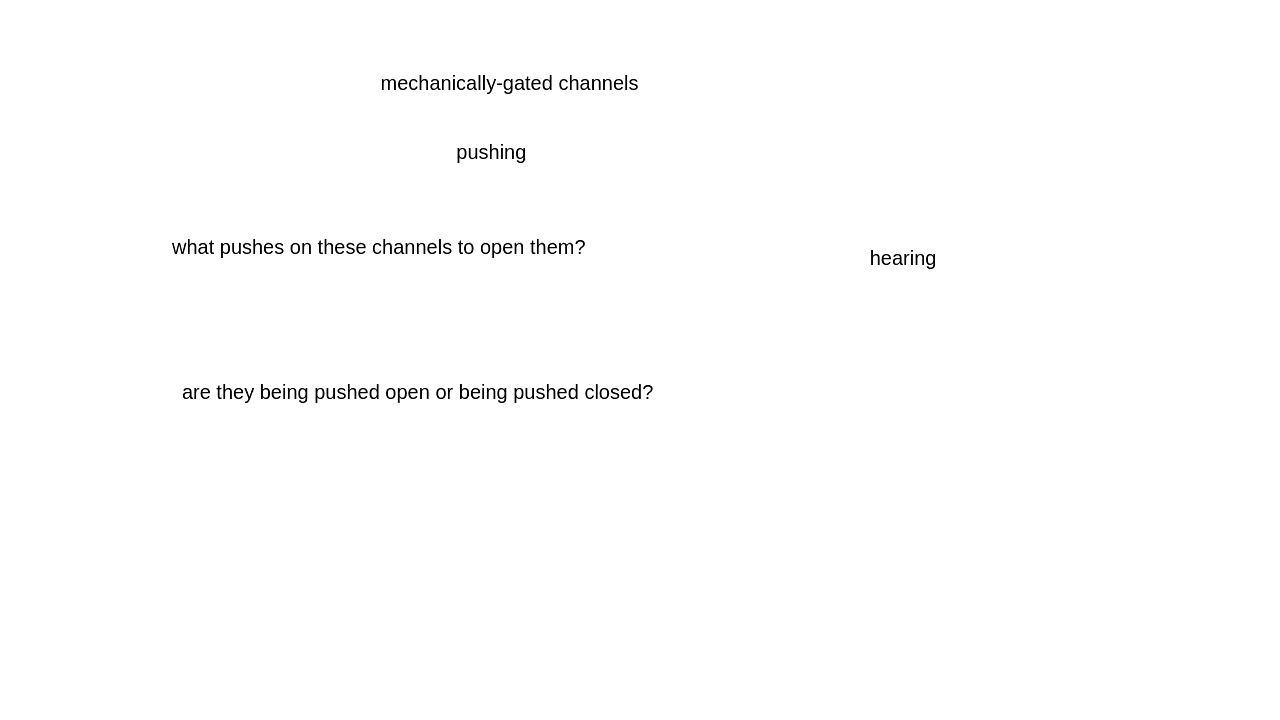 mechanically-gated channels
pushing
what pushes on these channels to open them?
hearing
are they being pushed open or being pushed closed?